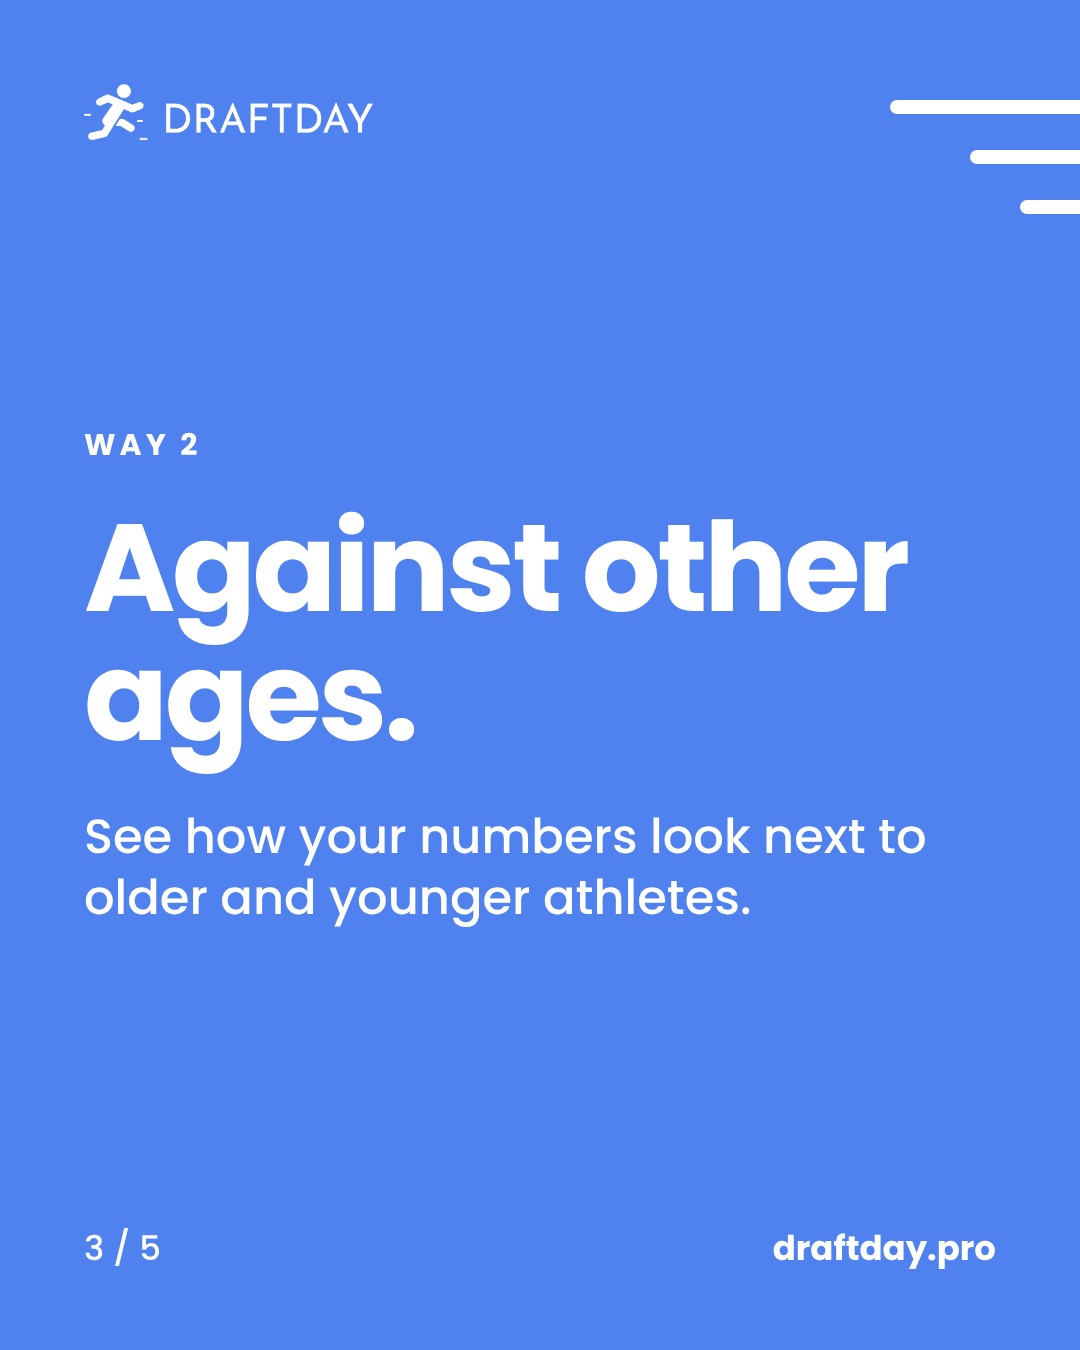 DRAFTDAY
WAY 2
Against other
ages.
See how your numbers look next to
older and younger athletes.
3 / 5
draftday.pro